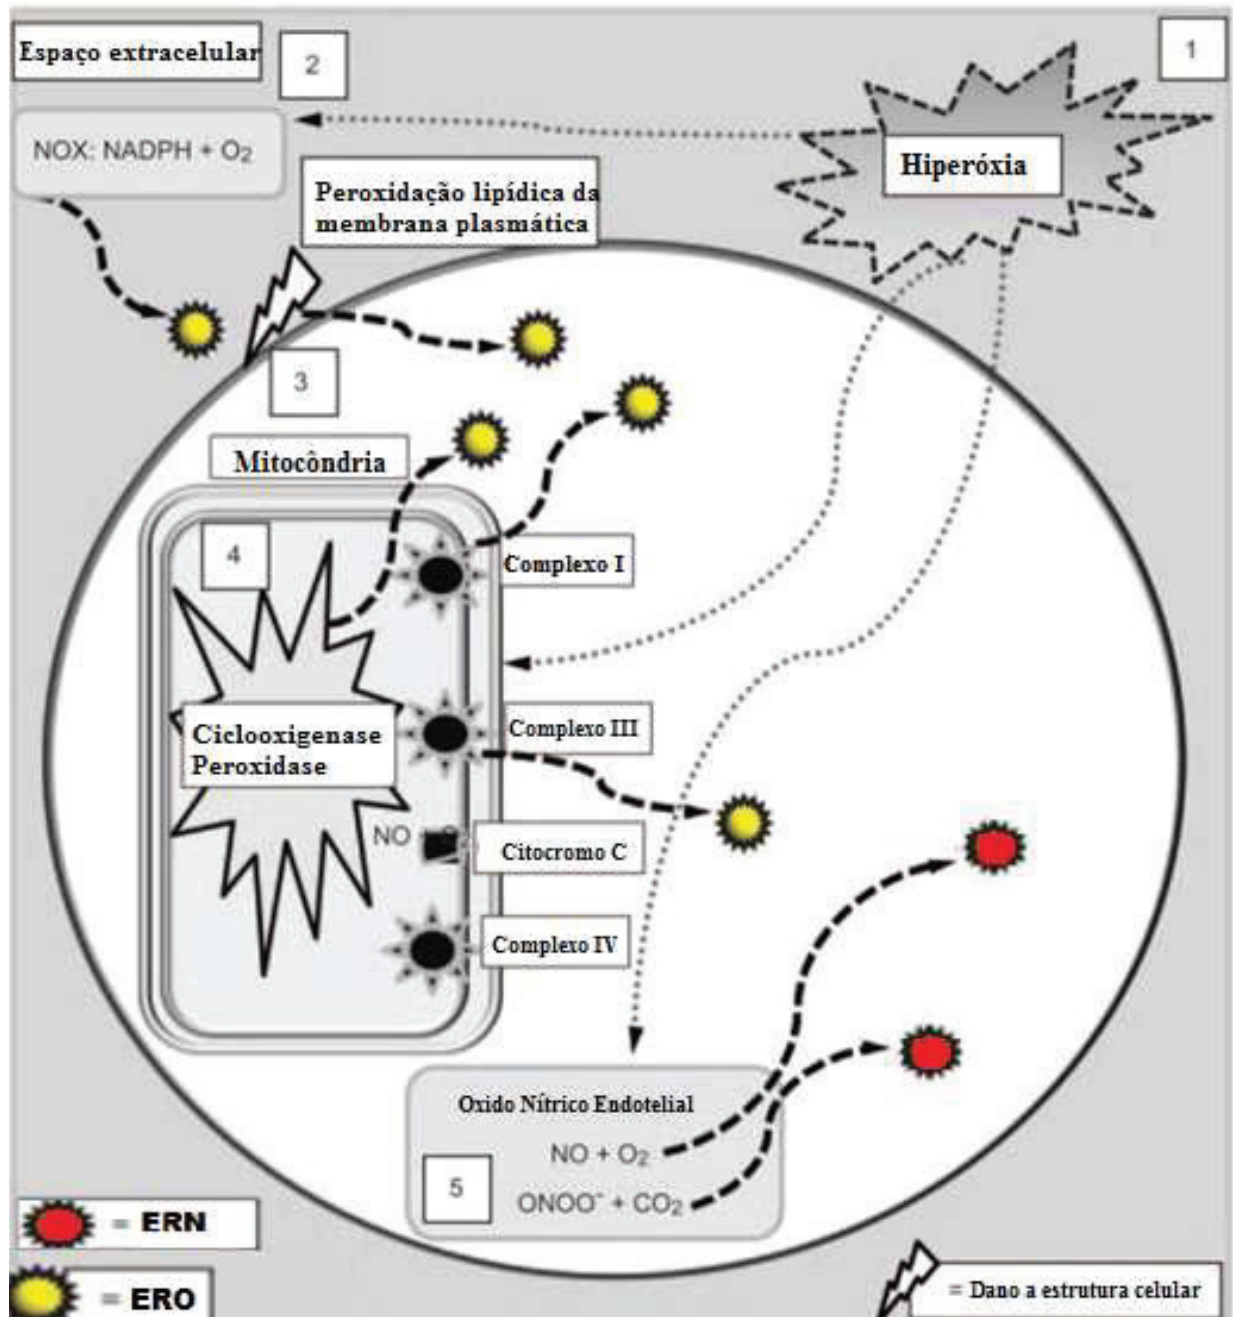 Espaço extracelular
2
1
NOX: NADPH + O₂
Hiperóxia
Peroxidação lipídica da
membrana plasmática
3
Mitocôndria
4
Complexo I
Ciclooxigenase
Peroxidase
Complexo III
NO
Citocromo C
Complexo IV
Oxido Nítrico Endotelial
NO + O₂
5
ONOO⁻ + CO₂
= ERN
= ERO
= Dano a estrutura celular